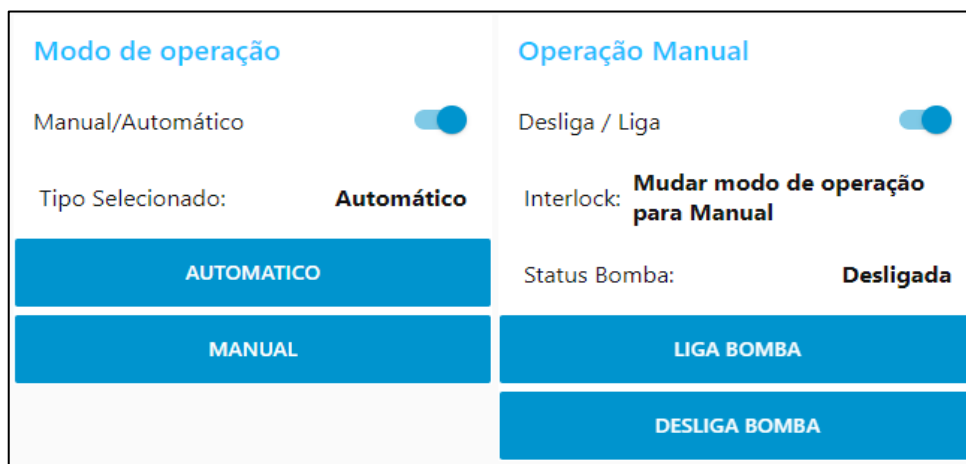 Modo de operação
Manual/Automático
Tipo Selecionado: Automático
AUTOMATICO
MANUAL
Operação Manual
Desliga / Liga
Interlock: Mudar modo de operação
para Manual
Status Bomba: Desligada
LIGA BOMBA
DESLIGA BOMBA